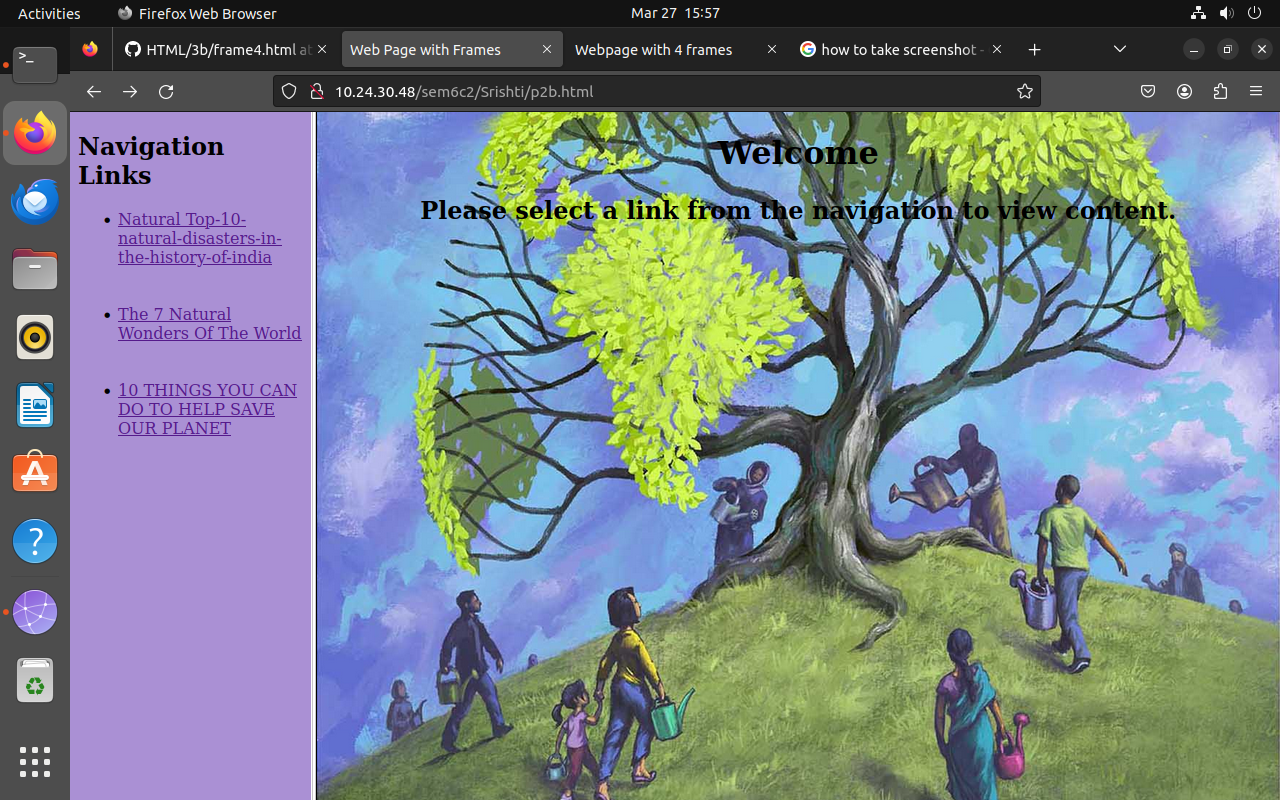 Activities
Firefox Web Browser
Mar 27 15:57
HTML/3b/frame4.html at
Web Page with Frames
Webpage with 4 frames
how to take screenshot -
10.24.30.48/sem6c2/Srishti/p2b.html
Navigation
Links
Natural Top-10-
natural-disasters-in-
the-history-of-india
The 7 Natural
Wonders Of The World
10 THINGS YOU CAN
DO TO HELP SAVE
OUR PLANET
Welcome
Please select a link from the navigation to view content.